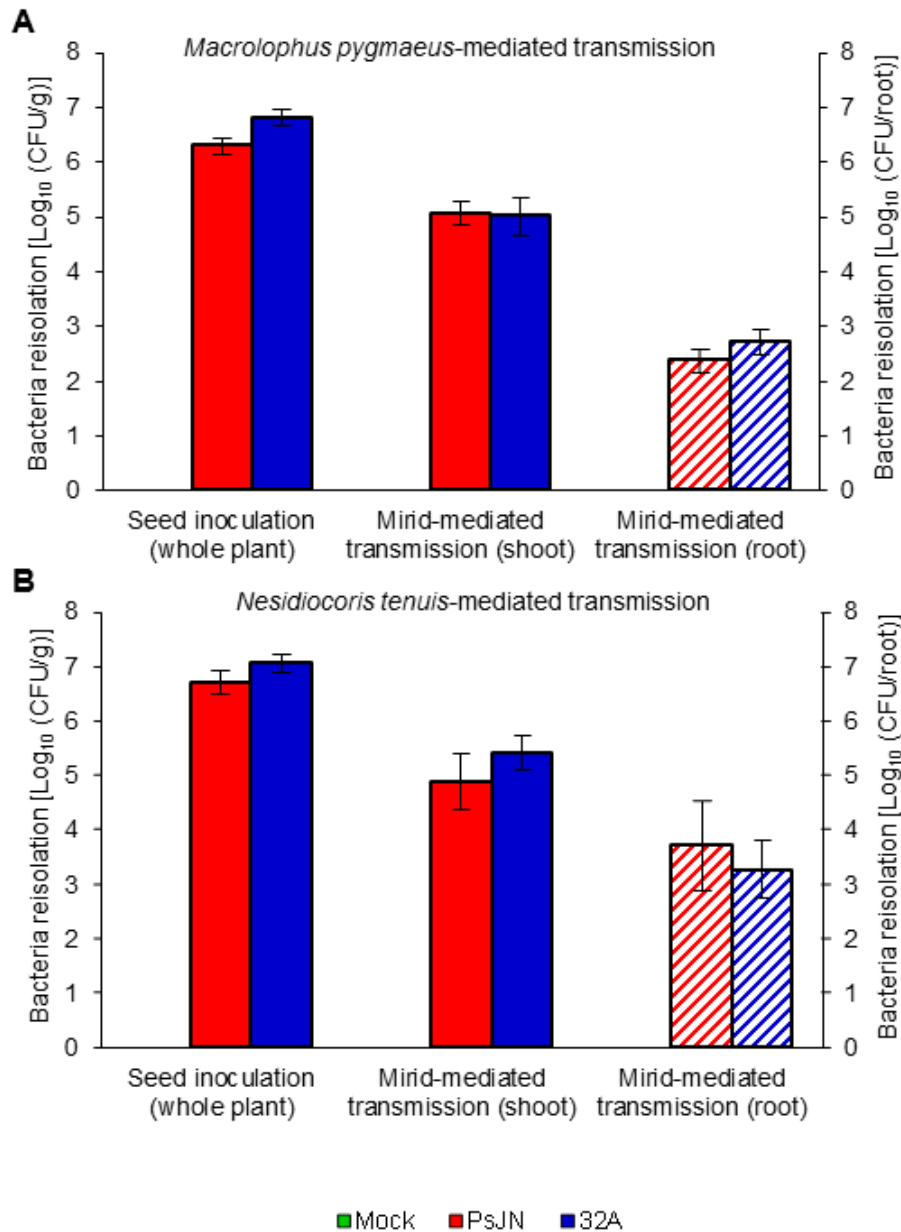 A
Macrolophus pygmaeus-mediated transmission
Bacteria reisolation [Log₁₀ (CFU/g)]
8
7
6
5
4
3
2
1
0
8
7
6
5
4
3
2
1
0
Bacteria reisolation [Log₁₀ (CFU/root)]
Seed inoculation
(whole plant)
Mirid-mediated
transmission (shoot)
Mirid-mediated
transmission (root)
B
Nesidiocoris tenuis-mediated transmission
Bacteria reisolation [Log₁₀ (CFU/g)]
8
7
6
5
4
3
2
1
0
8
7
6
5
4
3
2
1
0
Bacteria reisolation [Log₁₀ (CFU/root)]
Seed inoculation
(whole plant)
Mirid-mediated
transmission (shoot)
Mirid-mediated
transmission (root)
Mock PsJN 32A